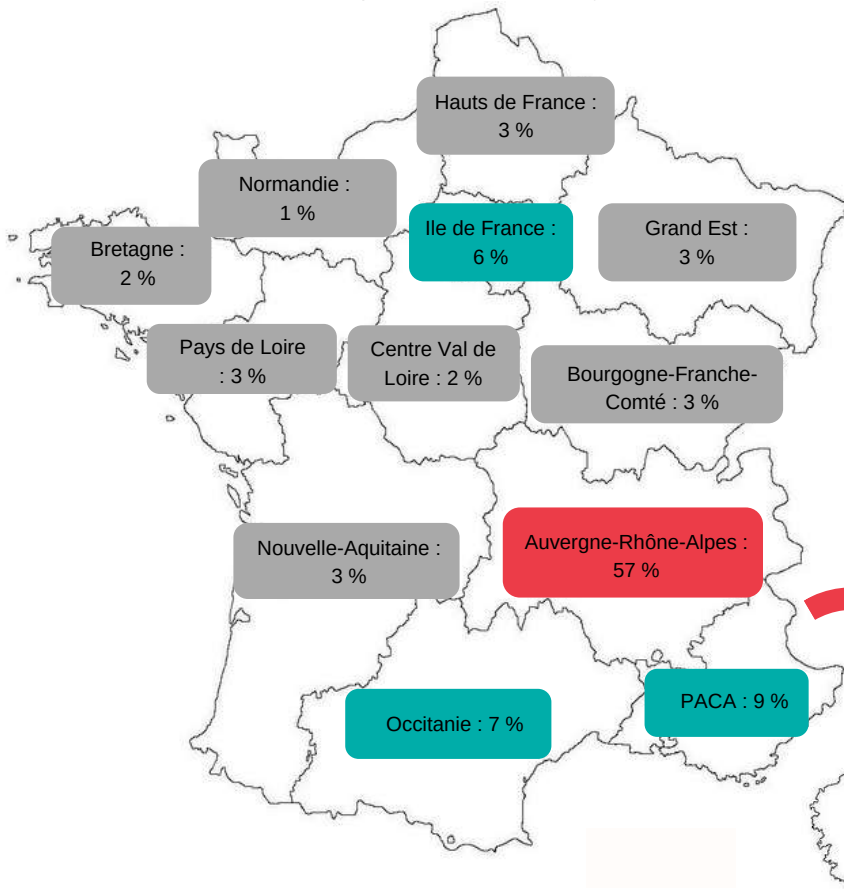 Hauts de France :
3 %
Normandie :
1 %
Ile de France :
6 %
Grand Est :
3 %
Bretagne :
2 %
Pays de Loire
: 3 %
Centre Val de
Loire : 2 %
Bourgogne-Franche-
Comté : 3 %
Nouvelle-Aquitaine :
3 %
Auvergne-Rhône-Alpes :
57 %
Occitanie : 7 %
PACA : 9 %